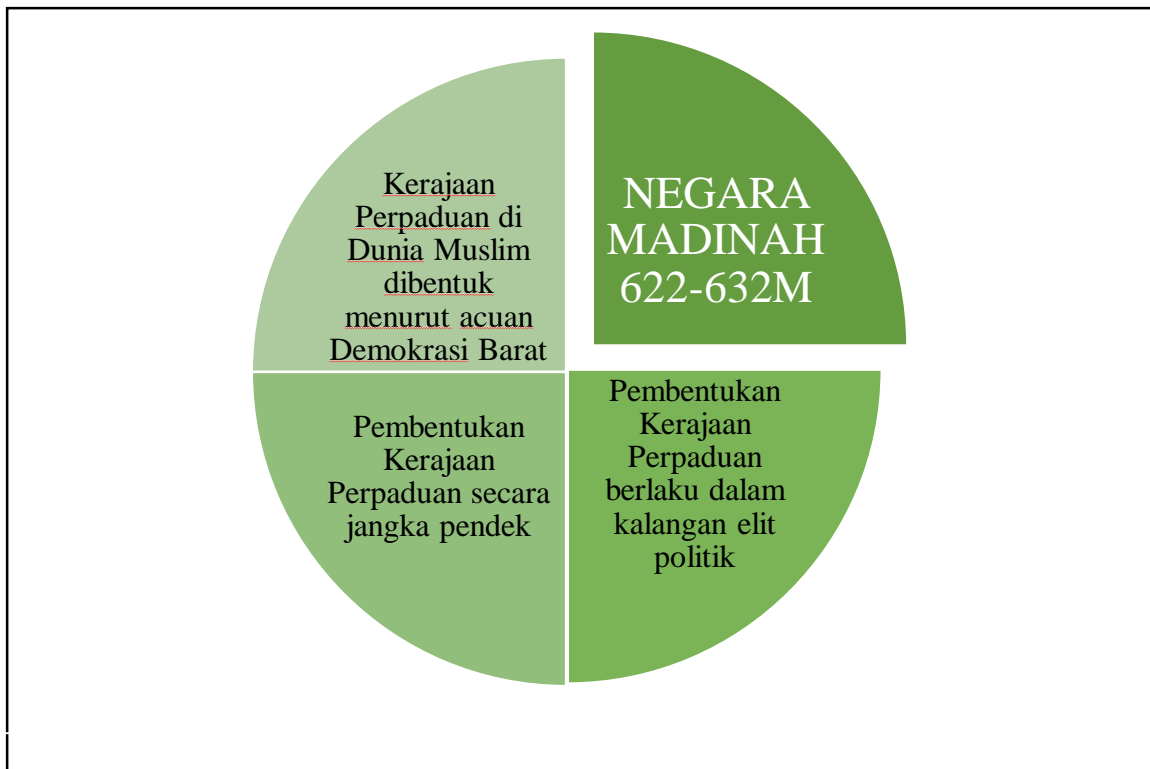 Kerajaan
Perpaduan di
Dunia Muslim
dibentuk
menurut acuan
Demokrasi Barat
NEGARA
MADINAH
622-632M
Pembentukan
Kerajaan
Perpaduan secara
jangka pendek
Pembentukan
Kerajaan
Perpaduan
berlaku dalam
kalangan elit
politik